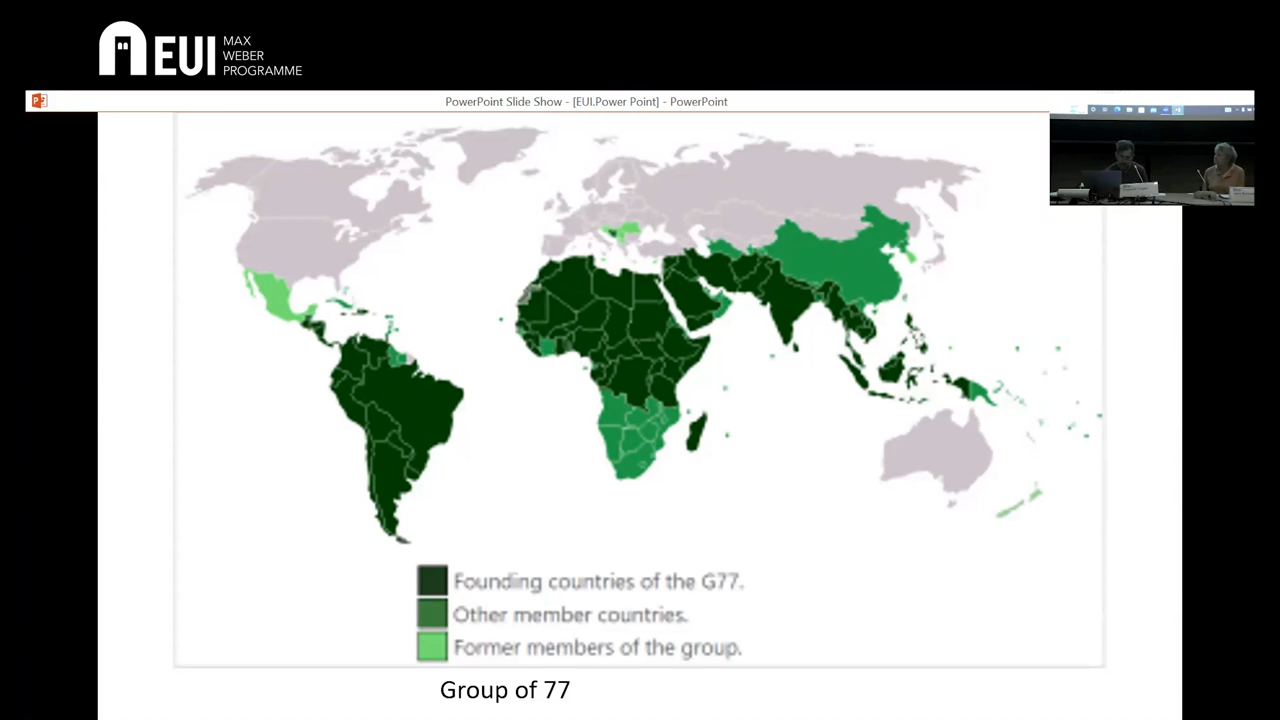 EUI
MAX
WEBER
PROGRAMME
PowerPoint Slide Show - [EUI.Power Point] - PowerPoint
Founding countries of the G77.
Other member countries.
Former members of the group.
Group of 77